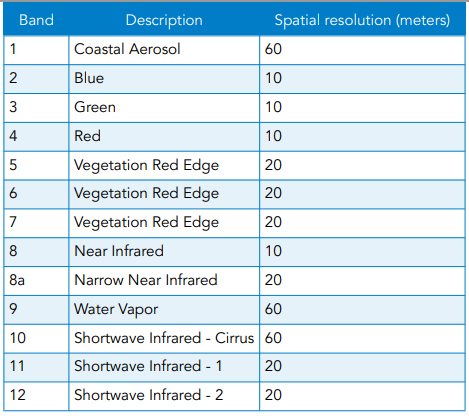 Band Description Spatial resolution (meters)
1 Coastal Aerosol 60
2 Blue 10
3 Green 10
4 Red 10
5 Vegetation Red Edge 20
6 Vegetation Red Edge 20
7 Vegetation Red Edge 20
8 Near Infrared 10
8a Narrow Near Infrared 20
9 Water Vapor 60
10 Shortwave Infrared - Cirrus 60
11 Shortwave Infrared - 1 20
12 Shortwave Infrared - 2 20